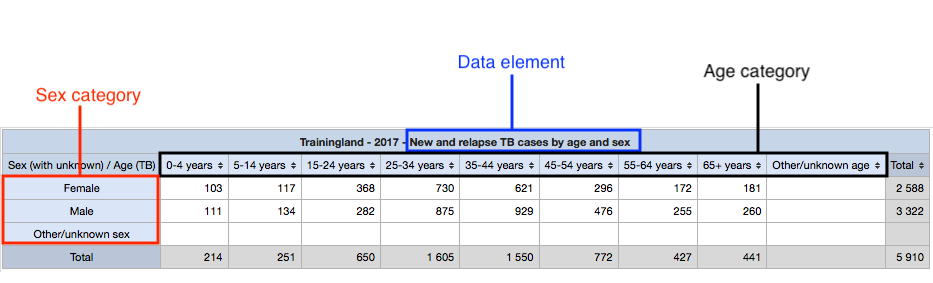 Data element
Age category
Sex category
Trainingland - 2017 - New and relapse TB cases by age and sex
Sex (with unknown) / Age (TB) 0-4 years 5-14 years 15-24 years 25-34 years 35-44 years 45-54 years 55-64 years 65+ years Other/unknown age Total
Female 103 117 368 730 621 296 172 181 2 588
Male 111 134 282 875 929 476 255 260 3 322
Other/unknown sex
Total 214 251 650 1 605 1 550 772 427 441 5 910